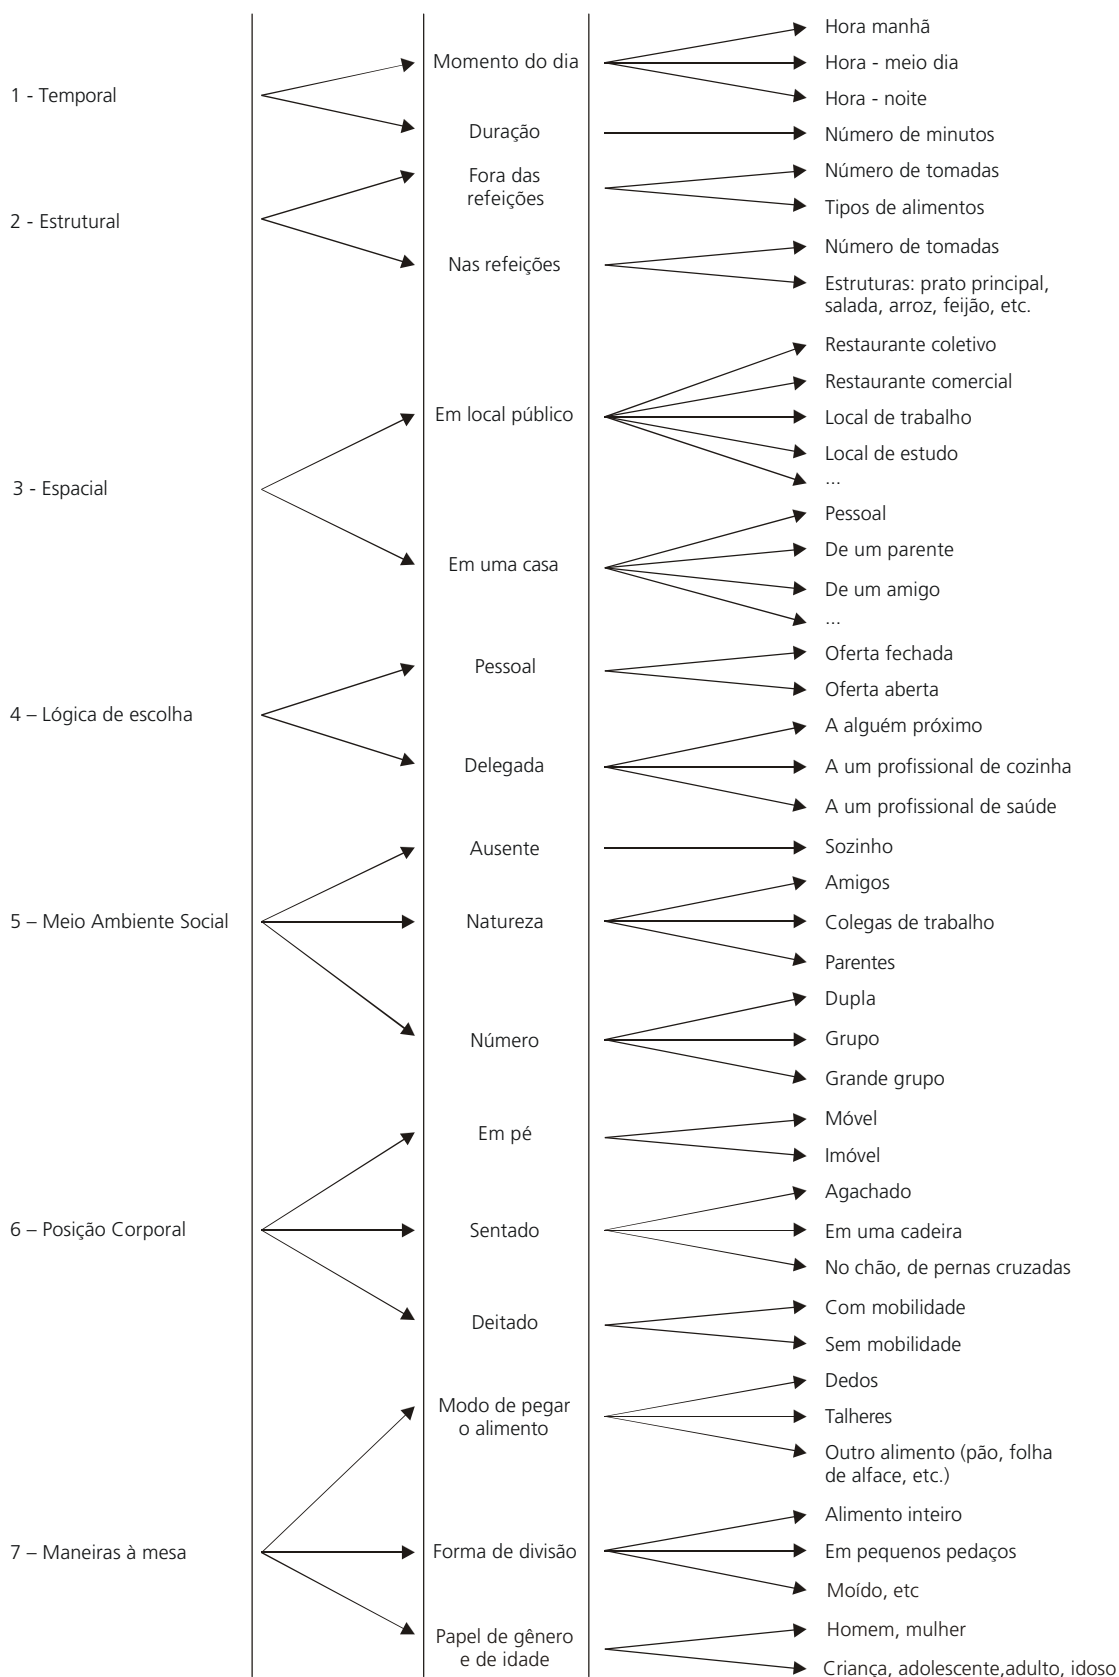 1 - Temporal
Momento do dia
Hora manhã
Hora - meio dia
Hora - noite
Duração
Número de minutos
2 - Estrutural
Fora das
refeições
Número de tomadas
Tipos de alimentos
Nas refeições
Número de tomadas
Estruturas: prato principal,
salada, arroz, feijão, etc.
3 - Espacial
Em local público
Restaurante coletivo
Restaurante comercial
Local de trabalho
Local de estudo
...
Em uma casa
Pessoal
De um parente
De um amigo
...
4 – Lógica de escolha
Pessoal
Oferta fechada
Oferta aberta
Delegada
A alguém próximo
A um profissional de cozinha
A um profissional de saúde
5 – Meio Ambiente Social
Ausente
Sozinho
Natureza
Amigos
Colegas de trabalho
Parentes
Número
Dupla
Grupo
Grande grupo
6 – Posição Corporal
Em pé
Móvel
Imóvel
Sentado
Agachado
Em uma cadeira
No chão, de pernas cruzadas
Deitado
Com mobilidade
Sem mobilidade
7 – Maneiras à mesa
Modo de pegar
o alimento
Dedos
Talheres
Outro alimento (pão, folha
de alface, etc.)
Forma de divisão
Alimento inteiro
Em pequenos pedaços
Moído, etc
Papel de gênero
e de idade
Homem, mulher
Criança, adolescente,adulto, idoso